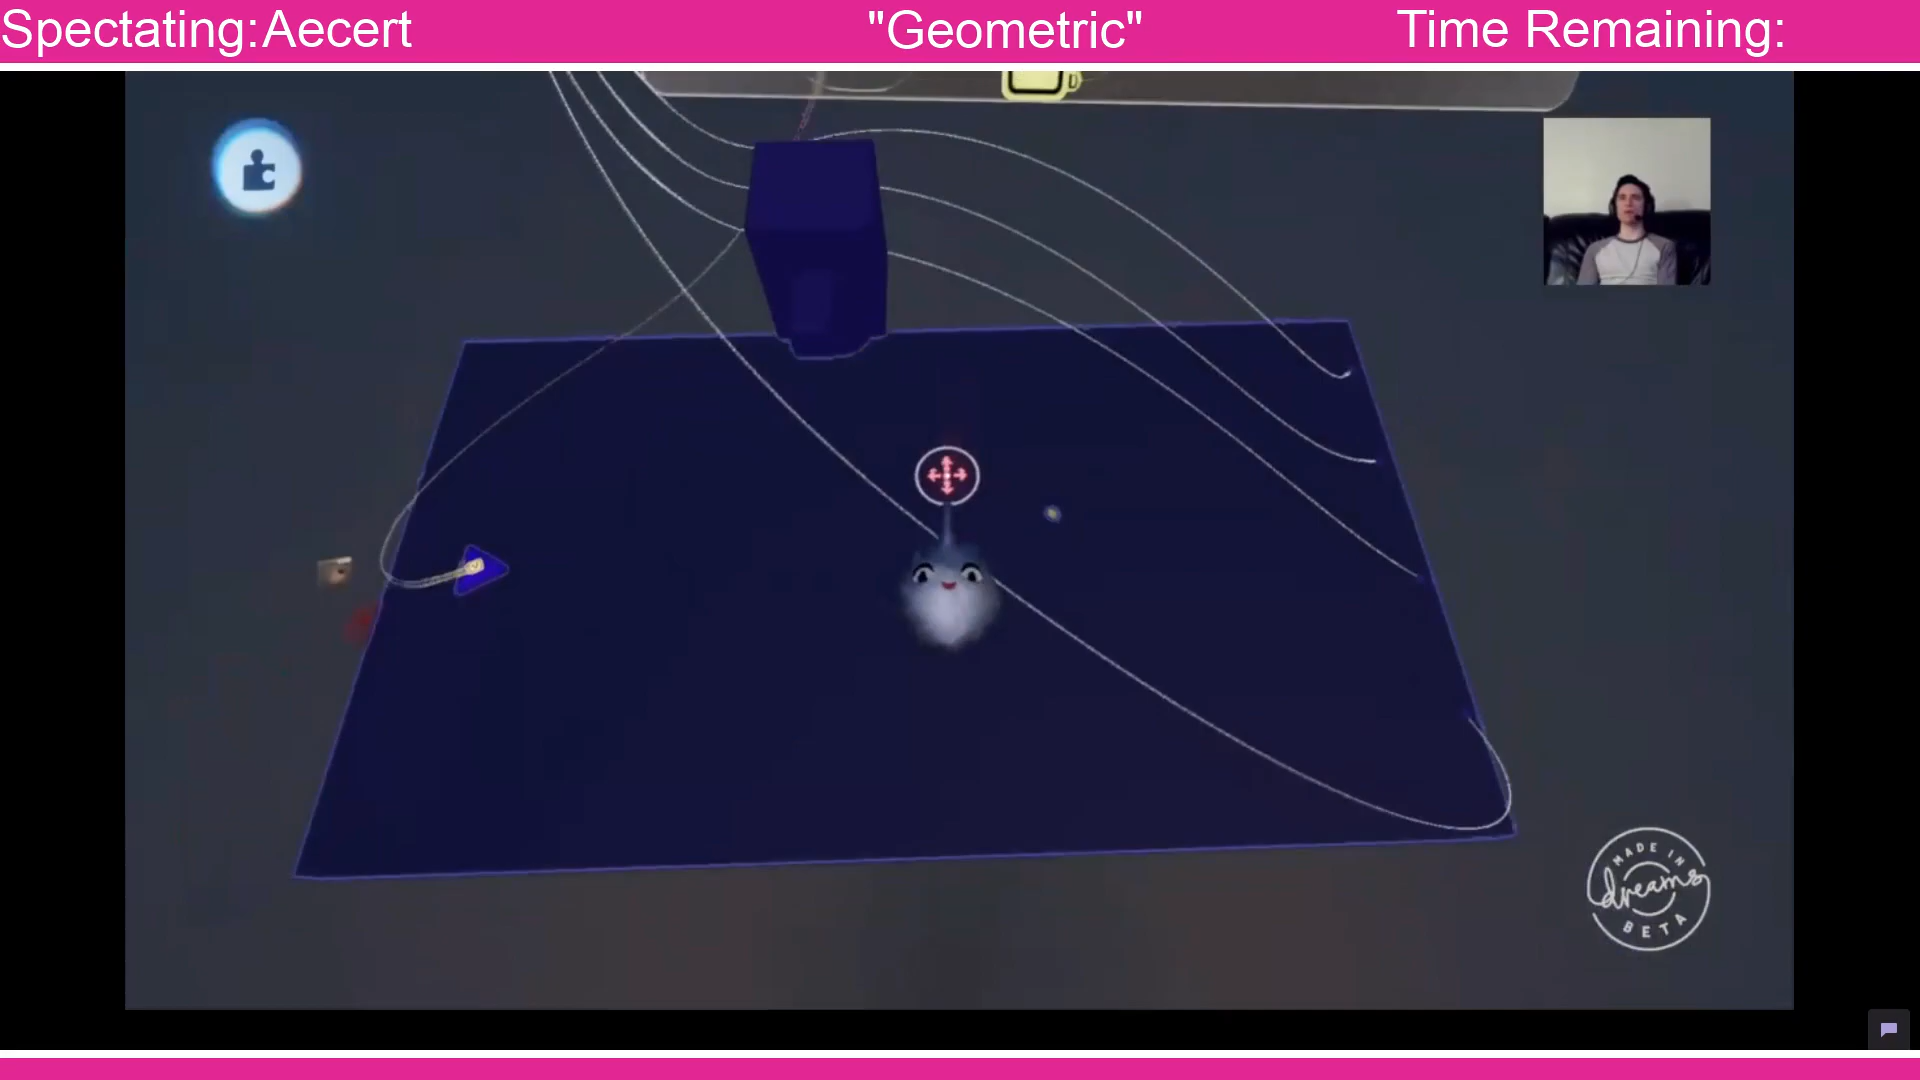 Spectating: Aecert
"Geometric"
Time Remaining:
MADE IN
dreams
BETA